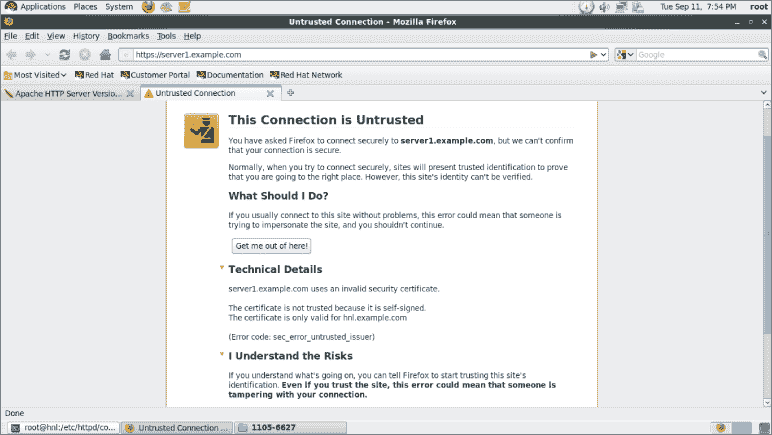 Applications Places System Tue Sep 11, 7:54 PM root
Untrusted Connection - Mozilla Firefox
File Edit View History Bookmarks Tools Help
https://server1.example.com Google
Most Visited Red Hat Customer Portal Documentation Red Hat Network
Apache HTTP Server Versio... Untrusted Connection
This Connection is Untrusted
You have asked Firefox to connect securely to server1.example.com, but we can't confirm
that your connection is secure.
Normally, when you try to connect securely, sites will present trusted identification to prove
that you are going to the right place. However, this site's identity can't be verified.
What Should I Do?
If you usually connect to this site without problems, this error could mean that someone is
trying to impersonate the site, and you shouldn't continue.
Get me out of here!
Technical Details
server1.example.com uses an invalid security certificate.
The certificate is not trusted because it is self-signed.
The certificate is only valid for hnl.example.com
(Error code: sec_error_untrusted_issuer)
I Understand the Risks
If you understand what's going on, you can tell Firefox to start trusting this site's
identification. Even if you trust the site, this error could mean that someone is
tampering with your connection.
Done
root@hnl:/etc/httpd/co... Untrusted Connection ... 1105-6627